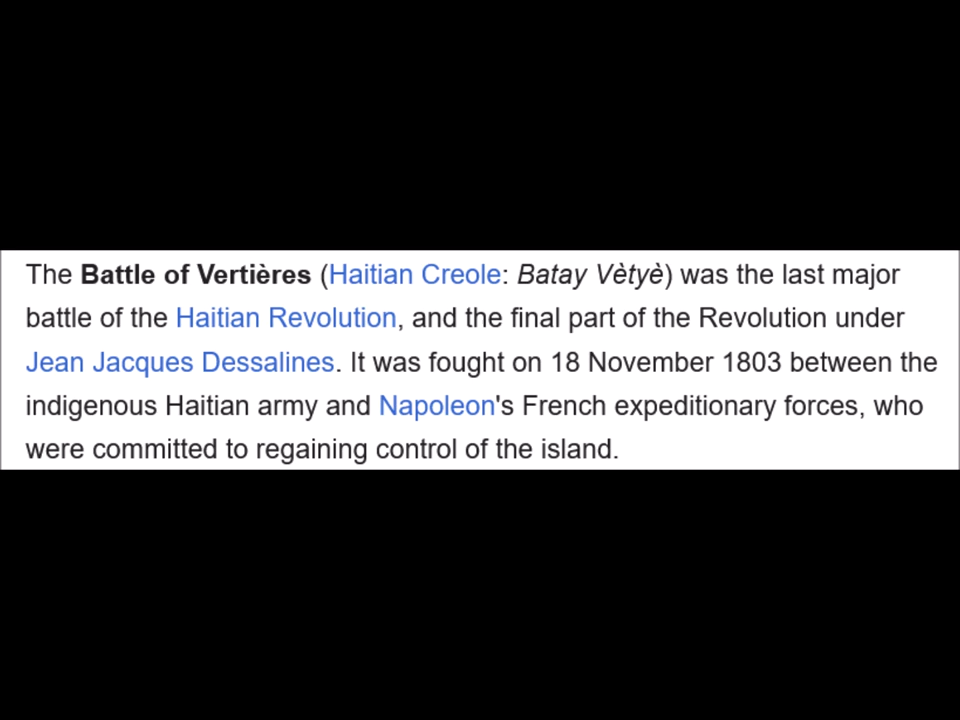 The Battle of Vertières (Haitian Creole: Batay Vètyè) was the last major
battle of the Haitian Revolution, and the final part of the Revolution under
Jean Jacques Dessalines. It was fought on 18 November 1803 between the
indigenous Haitian army and Napoleon's French expeditionary forces, who
were committed to regaining control of the island.